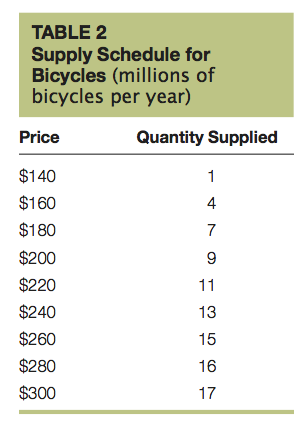 TABLE 2
Supply Schedule for
Bicycles (millions of
bicycles per year)
Price Quantity Supplied
$140 1
$160 4
$180 7
$200 9
$220 11
$240 13
$260 15
$280 16
$300 17